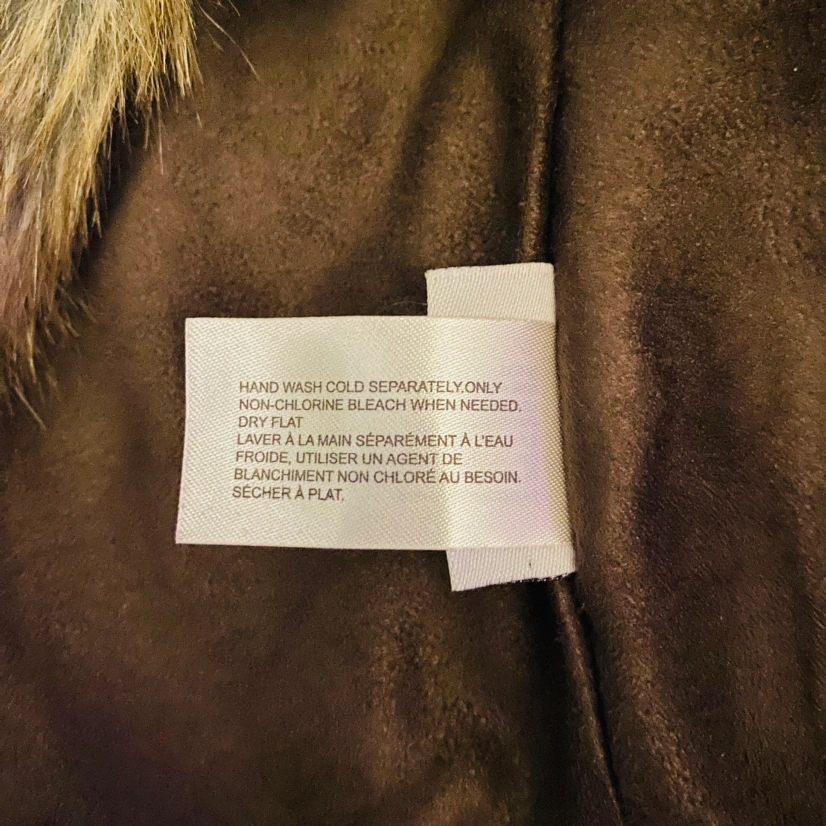 HAND WASH COLD SEPARATELY.ONLY
NON-CHLORINE BLEACH WHEN NEEDED.
DRY FLAT
LAVER À LA MAIN SÉPARÉMENT À L'EAU
FROIDE, UTILISER UN AGENT DE
BLANCHIMENT NON CHLORÉ AU BESOIN.
SÉCHER À PLAT.